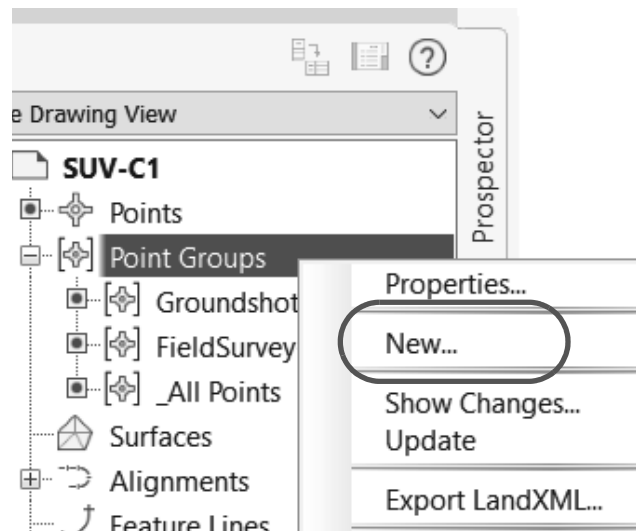 e Drawing View
Prospector
SUV-C1
Points
Point Groups
Groundshot
FieldSurvey
_All Points
Surfaces
Alignments
Feature Lines
Properties...
New...
Show Changes...
Update
Export LandXML...